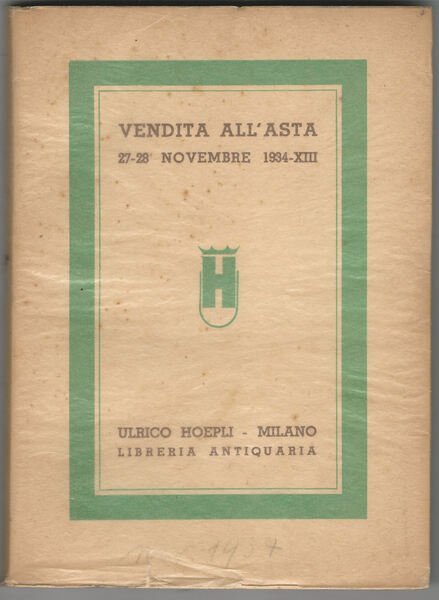 VENDITA ALL'ASTA
27-28 NOVEMBRE 1934-XIII
H
ULRICO HOEPLI - MILANO
LIBRERIA ANTIQUARIA